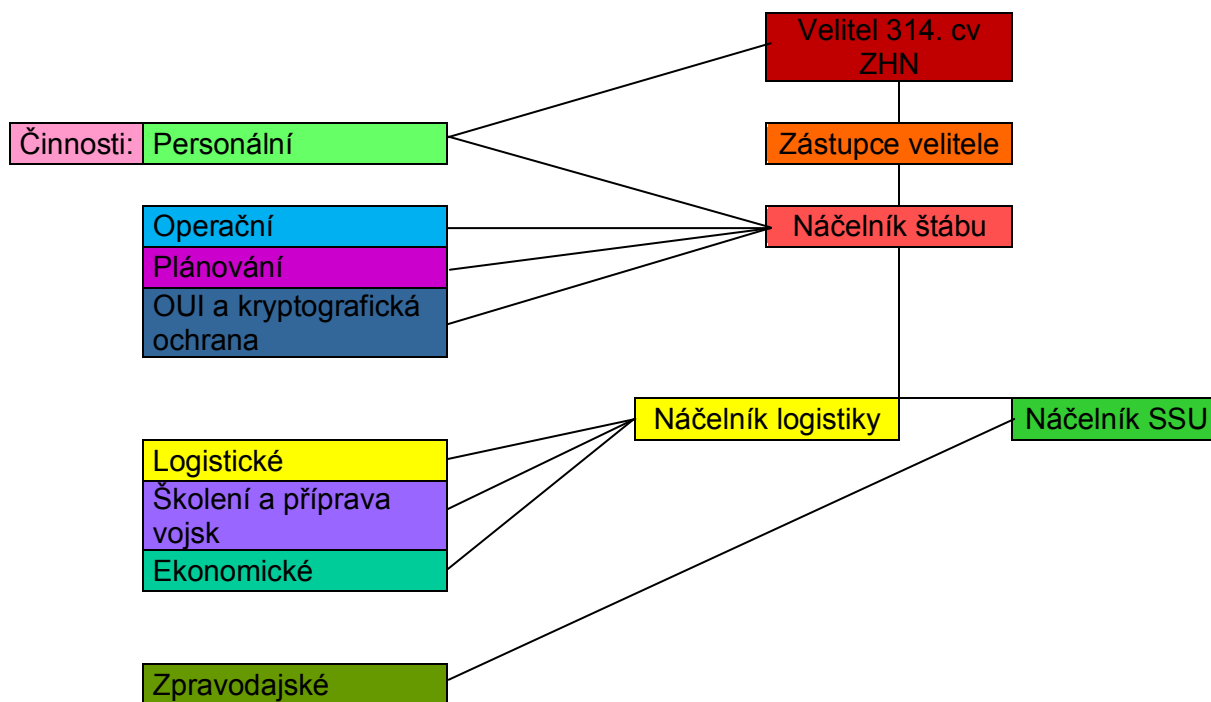 Velitel 314. cv
ZHN
Činnosti: Personální
Zástupce velitele
Operační
Náčelník štábu
Plánování
OUI a kryptografická
ochrana
Náčelník logistiky
Náčelník SSU
Logistické
Školení a příprava
vojsk
Ekonomické
Zpravodajské